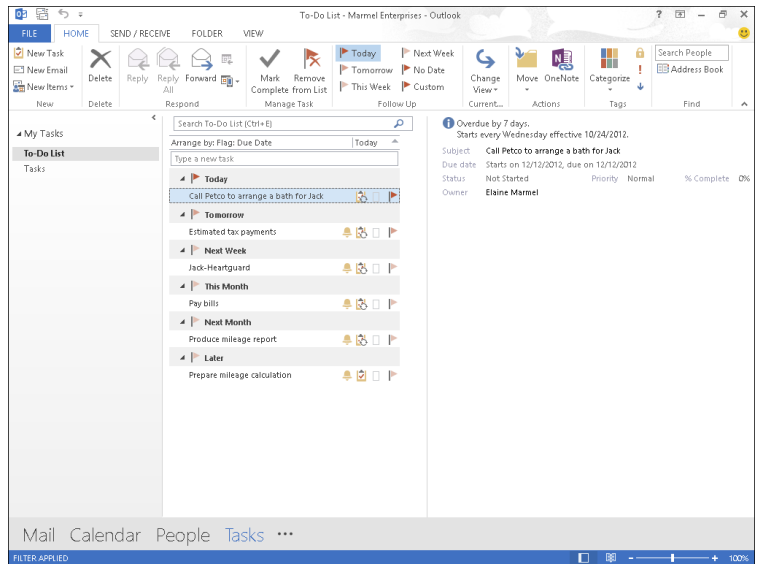 To-Do List - Marmel Enterprises - Outlook
FILE HOME SEND / RECEIVE FOLDER VIEW
New Task
New Email
New Items
New
Delete
Delete
Reply
Reply All
Forward
Respond
Mark Complete
Remove from List
Manage Task
Today
Tomorrow
This Week
Next Week
No Date
Custom
Follow Up
Change View
Current...
Move
OneNote
Actions
Categorize
Tags
Search People
Address Book
Find
My Tasks
To-Do List
Tasks
Search To-Do List (Ctrl+E)
Arrange by: Flag: Due Date Today
Type a new task
Today
Call Petco to arrange a bath for Jack
Tomorrow
Estimated tax payments
Next Week
Jack-Heartguard
This Month
Pay bills
Next Month
Produce mileage report
Later
Prepare mileage calculation
Overdue by 7 days.
Starts every Wednesday effective 10/24/2012.
Subject Call Petco to arrange a bath for Jack
Due date Starts on 12/12/2012, due on 12/12/2012
Status Not Started Priority Normal % Complete 0%
Owner Elaine Marmel
Mail Calendar People Tasks •••
FILTER APPLIED 100%